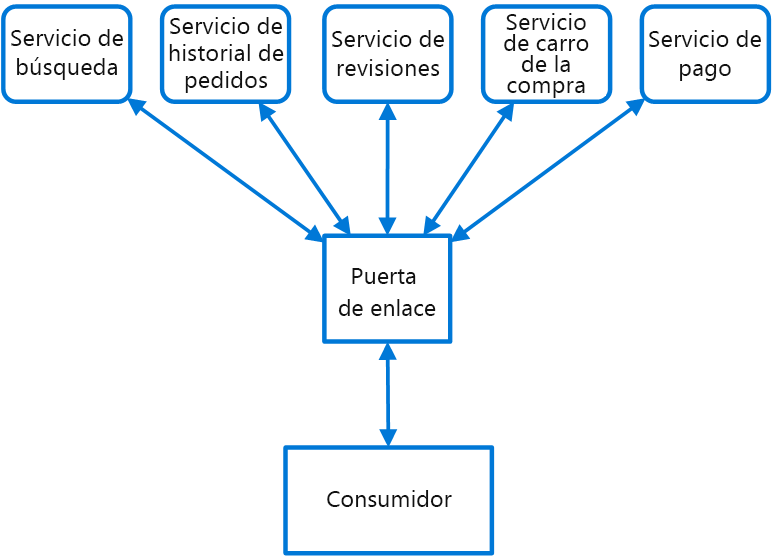 Servicio de
búsqueda
Servicio de
historial de
pedidos
Servicio de
revisiones
Servicio
de carro
de la
compra
Servicio de
pago
Puerta
de enlace
Consumidor